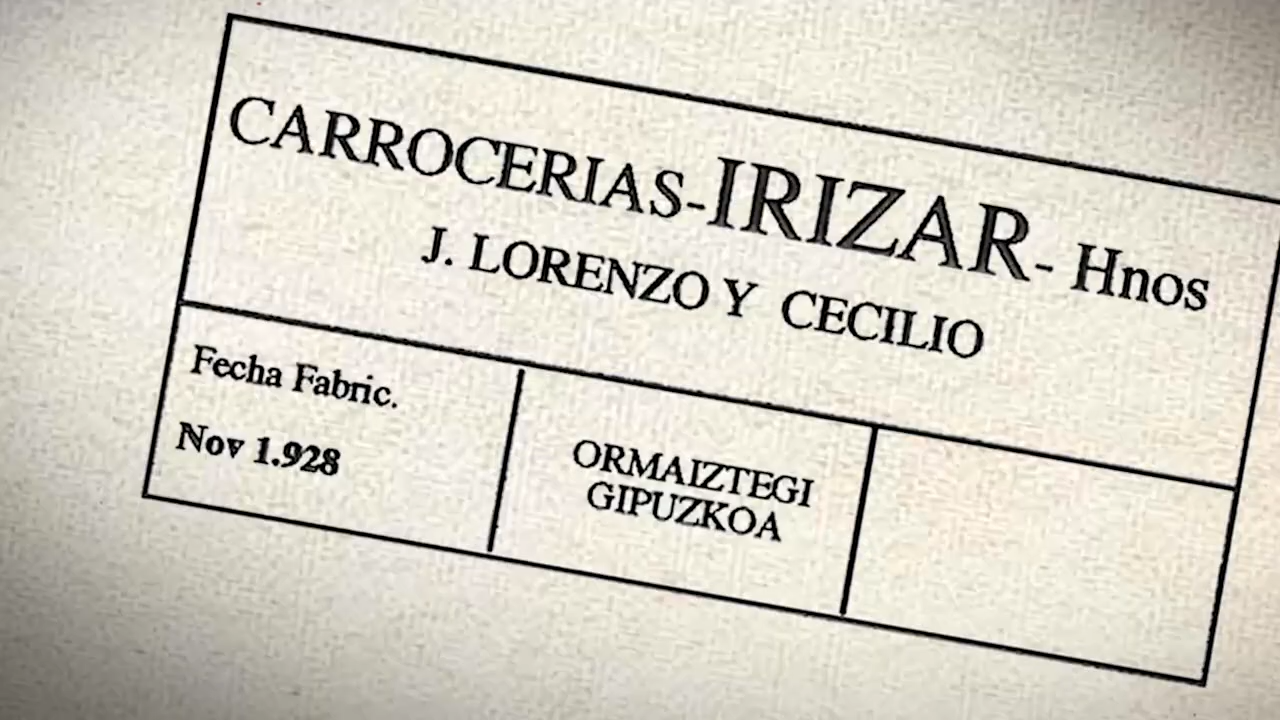 CARROCERIAS-IRIZAR- Hnos
J. LORENZO Y CECILIO
Fecha Fabric.
Nov 1.928
ORMAIZTEGI
GIPUZKOA